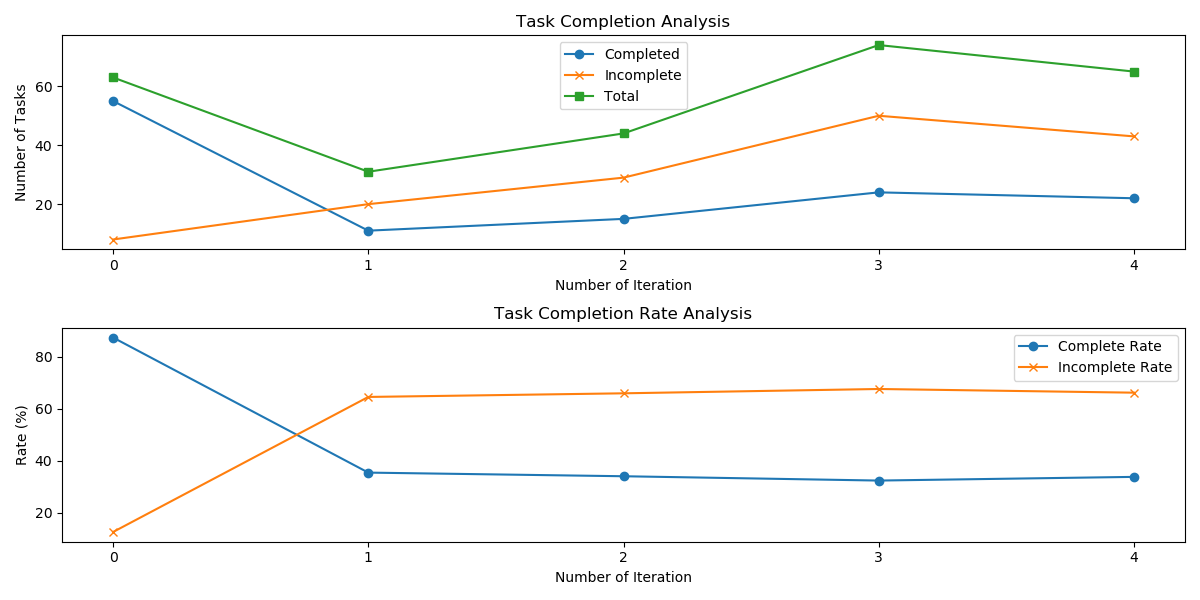 Task Completion Analysis
Completed
Incomplete
Total
Number of Tasks
60
40
20
0 1 2 3 4
Number of Iteration
Task Completion Rate Analysis
Complete Rate
Incomplete Rate
Rate (%)
80
60
40
20
0 1 2 3 4
Number of Iteration